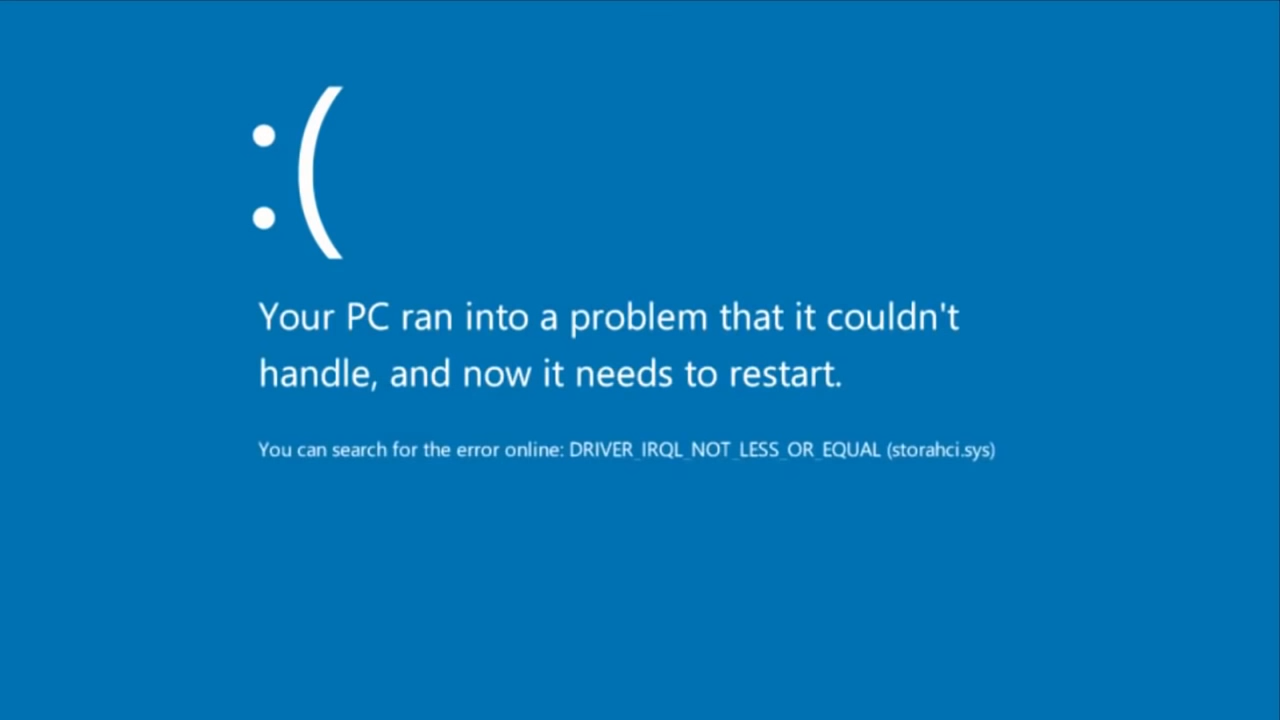 :(
Your PC ran into a problem that it couldn't
handle, and now it needs to restart.
You can search for the error online: DRIVER_IRQL_NOT_LESS_OR_EQUAL (storahci.sys)